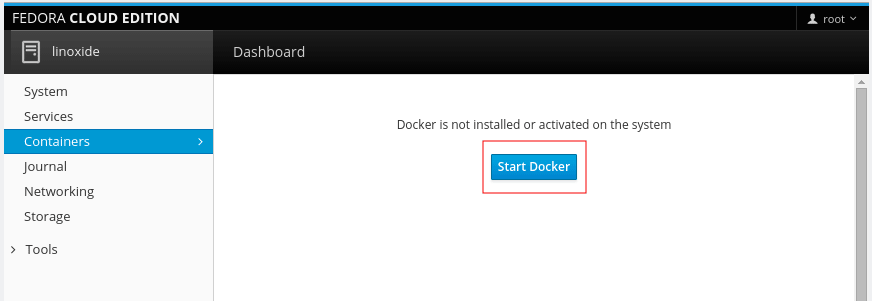 FEDORA CLOUD EDITION
root
linoxide
Dashboard
System
Services
Containers
Journal
Networking
Storage
Tools
Docker is not installed or activated on the system
Start Docker